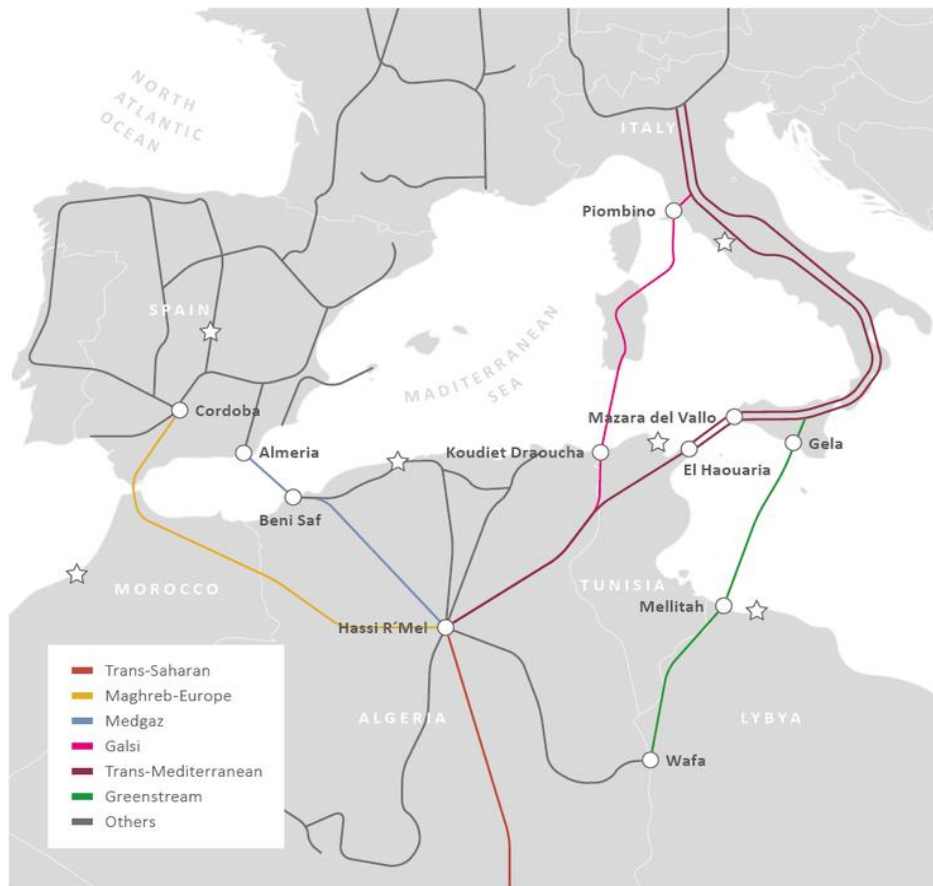 NORTH
ATLANTIC
OCEAN
ITALY
Piombino
SPAIN
MADITERRANEAN
SEA
Cordoba
Mazara del Vallo
Almeria
Koudiet Draoucha
Gela
El Haouaria
Beni Saf
MOROCCO
TUNISIA
Mellitah
Hassi R´Mel
Trans-Saharan
Maghreb-Europe
Medgaz
Galsi
Trans-Mediterranean
Greenstream
Others
ALGERIA
LYBYA
Wafa